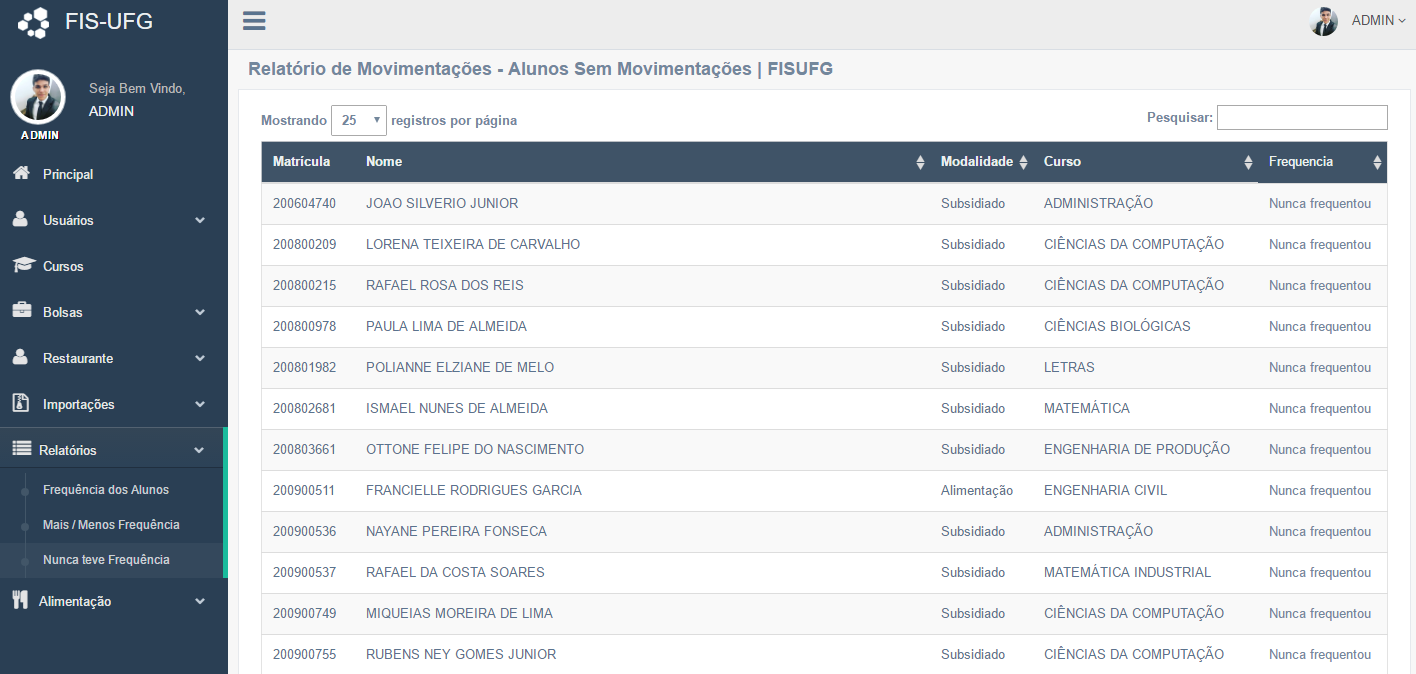 FIS-UFG
ADMIN
Seja Bem Vindo,
ADMIN
ADMIN
Principal
Usuários
Cursos
Bolsas
Restaurante
Importações
Relatórios
Frequência dos Alunos
Mais / Menos Frequência
Nunca teve Frequência
Alimentação
Relatório de Movimentações - Alunos Sem Movimentações | FISUFG
Mostrando 25 registros por página
Pesquisar:
Matrícula Nome Modalidade Curso Frequencia
200604740 JOAO SILVERIO JUNIOR Subsidiado ADMINISTRAÇÃO Nunca frequentou
200800209 LORENA TEIXEIRA DE CARVALHO Subsidiado CIÊNCIAS DA COMPUTAÇÃO Nunca frequentou
200800215 RAFAEL ROSA DOS REIS Subsidiado CIÊNCIAS DA COMPUTAÇÃO Nunca frequentou
200800978 PAULA LIMA DE ALMEIDA Subsidiado CIÊNCIAS BIOLÓGICAS Nunca frequentou
200801982 POLIANNE ELZIANE DE MELO Subsidiado LETRAS Nunca frequentou
200802681 ISMAEL NUNES DE ALMEIDA Subsidiado MATEMÁTICA Nunca frequentou
200803661 OTTONE FELIPE DO NASCIMENTO Subsidiado ENGENHARIA DE PRODUÇÃO Nunca frequentou
200900511 FRANCIELLE RODRIGUES GARCIA Alimentação ENGENHARIA CIVIL Nunca frequentou
200900536 NAYANE PEREIRA FONSECA Subsidiado ADMINISTRAÇÃO Nunca frequentou
200900537 RAFAEL DA COSTA SOARES Subsidiado MATEMÁTICA INDUSTRIAL Nunca frequentou
200900749 MIQUEIAS MOREIRA DE LIMA Subsidiado CIÊNCIAS DA COMPUTAÇÃO Nunca frequentou
200900755 RUBENS NEY GOMES JUNIOR Subsidiado CIÊNCIAS DA COMPUTAÇÃO Nunca frequentou